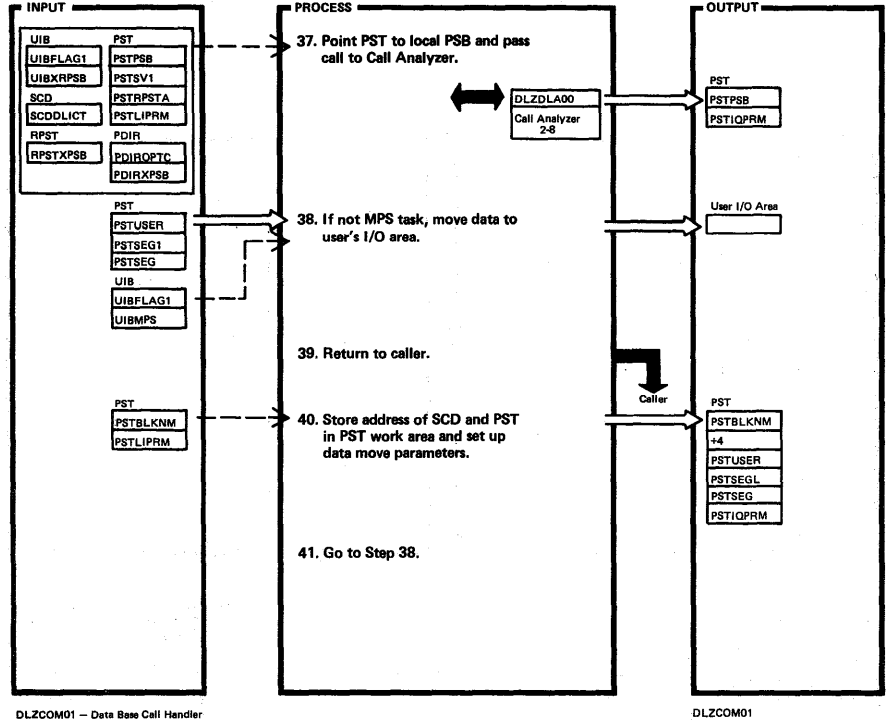 INPUT
PROCESS
OUTPUT
UIB
UIBFLAG1
UIBXRPSB
SCD
SCDDLICT
RPST
RPSTXPSB
PST
PSTPSB
PSTSV1
PSTRPSTA
PSTLIPRM
PDIR
PDIROPTC
PDIRXPSB
37. Point PST to local PSB and pass
call to Call Analyzer.
DLZDLA00
Call Analyzer
2-8
PST
PSTPSB
PSTIQPRM
PST
PSTUSER
PSTSEG1
PSTSEG
UIB
UIBFLAG1
UIBMPS
38. If not MPS task, move data to
user's I/O area.
User I/O Area
39. Return to caller.
Caller
PST
PSTBLKNM
PSTLIPRM
40. Store address of SCD and PST
in PST work area and set up
data move parameters.
PST
PSTBLKNM
+4
PSTUSER
PSTSEGL
PSTSEG
PSTIQPRM
41. Go to Step 38.
DLZCOM01 — Data Base Call Handler
DLZCOM01